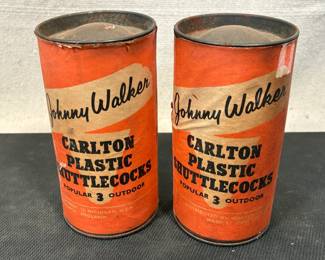 Johnny Walker
CARLTON
PLASTIC
SHUTTLECOCKS
POPULAR 3 OUTDOOR
Johnny Walker
CARLTON
PLASTIC
SHUTTLECOCKS
POPULAR 3 OUTDOOR